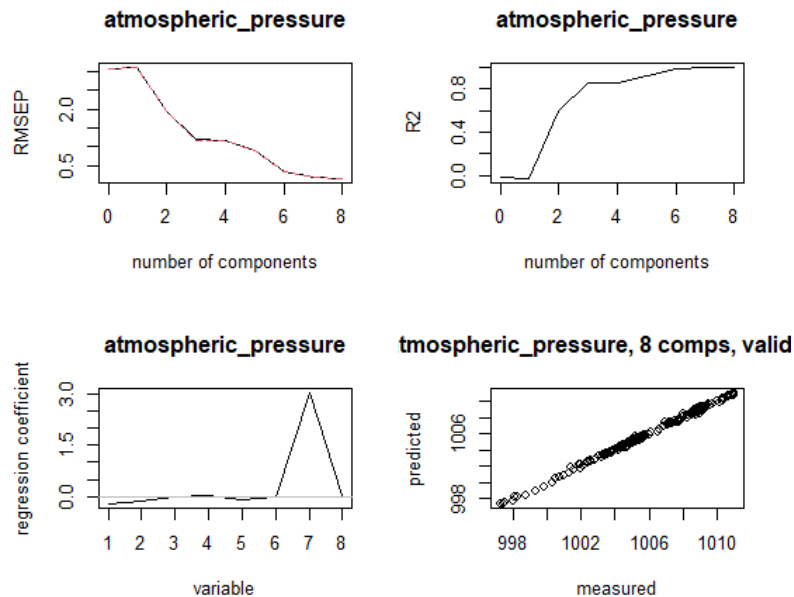 atmospheric_pressure
RMSEP
2.0
0.5
0 2 4 6 8
number of components
atmospheric_pressure
R2
0.8
0.4
0.0
0 2 4 6 8
number of components
atmospheric_pressure
regression coefficient
3.0
1.5
0.0
1 2 3 4 5 6 7 8
variable
tmospheric_pressure, 8 comps, valid
predicted
1006
998
998 1002 1006 1010
measured